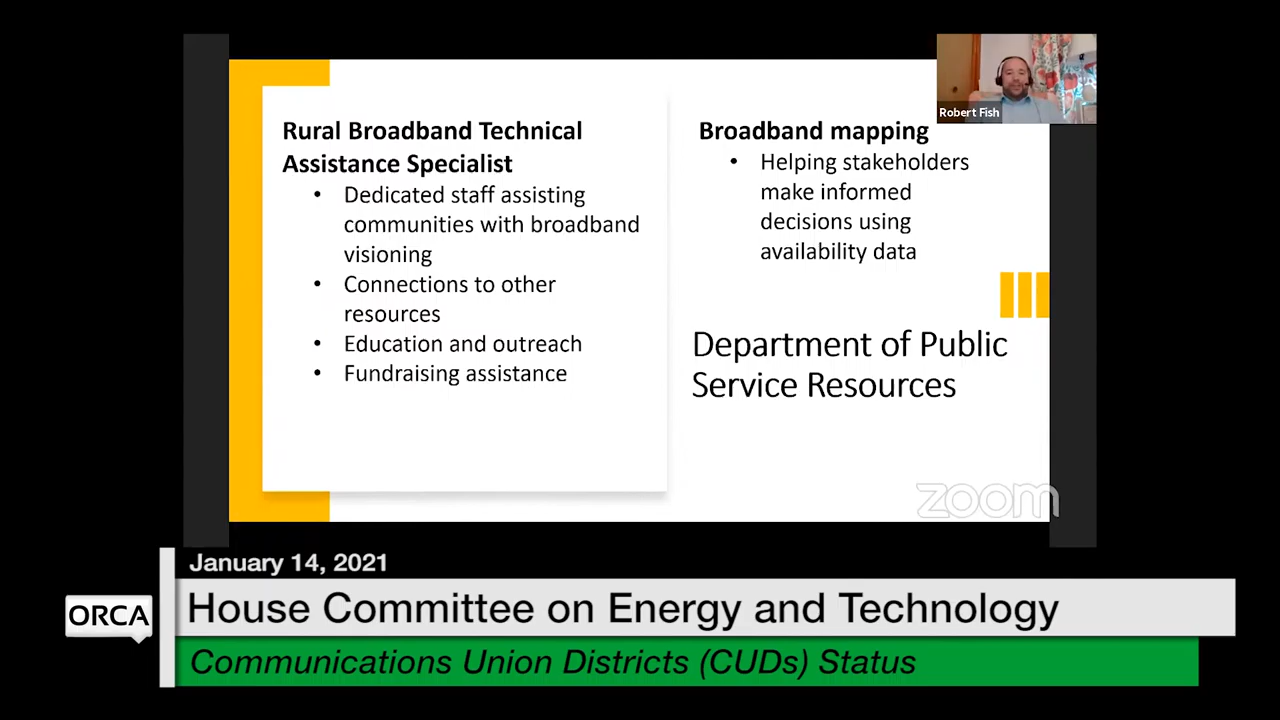 Rural Broadband Technical
Assistance Specialist
• Dedicated staff assisting
communities with broadband
visioning
• Connections to other
resources
• Education and outreach
• Fundraising assistance
Robert Fish
Broadband mapping
• Helping stakeholders
make informed
decisions using
availability data
Department of Public
Service Resources
zoom
January 14, 2021
ORCA
House Committee on Energy and Technology
Communications Union Districts (CUDs) Status